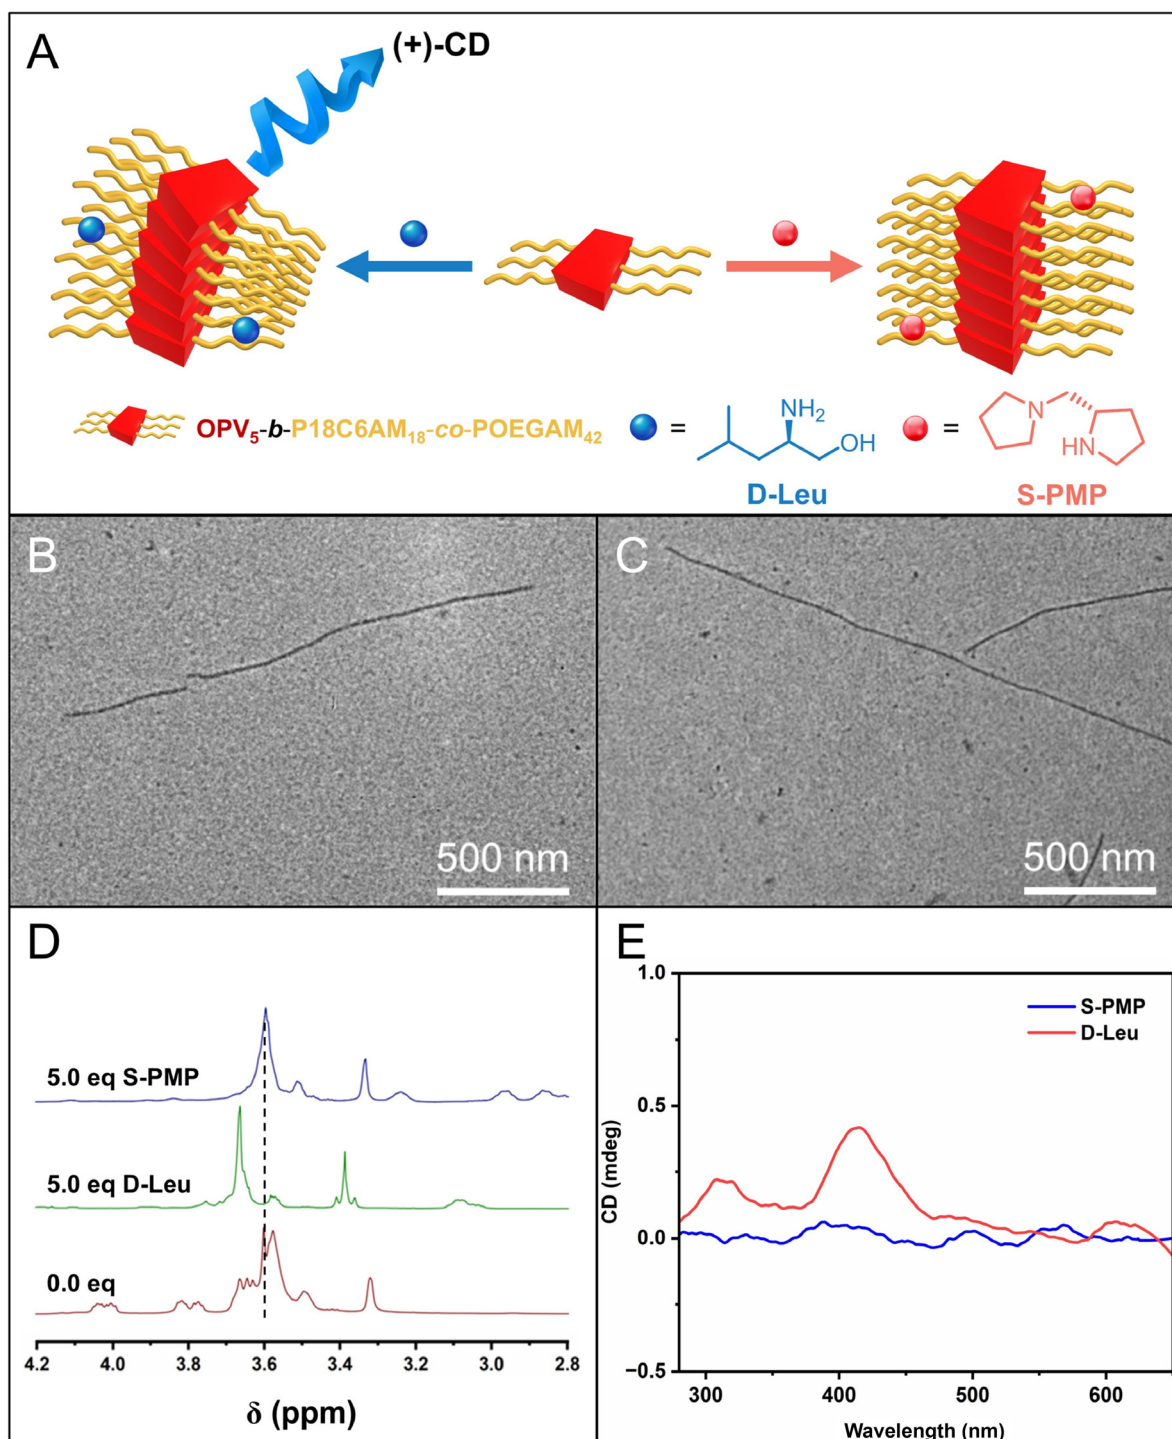 A
(+)-CD
OPV₅-b-P18C6AM₁₈-co-POEGAM₄₂
=
NH₂
OH
D-Leu
=
N
HN
S-PMP
B
500 nm
C
500 nm
D
5.0 eq S-PMP
5.0 eq D-Leu
0.0 eq
4.2 4.0 3.8 3.6 3.4 3.2 3.0 2.8
δ (ppm)
E
S-PMP
D-Leu
1.0
0.5
0.0
−0.5
CD (mdeg)
300 400 500 600
Wavelength (nm)